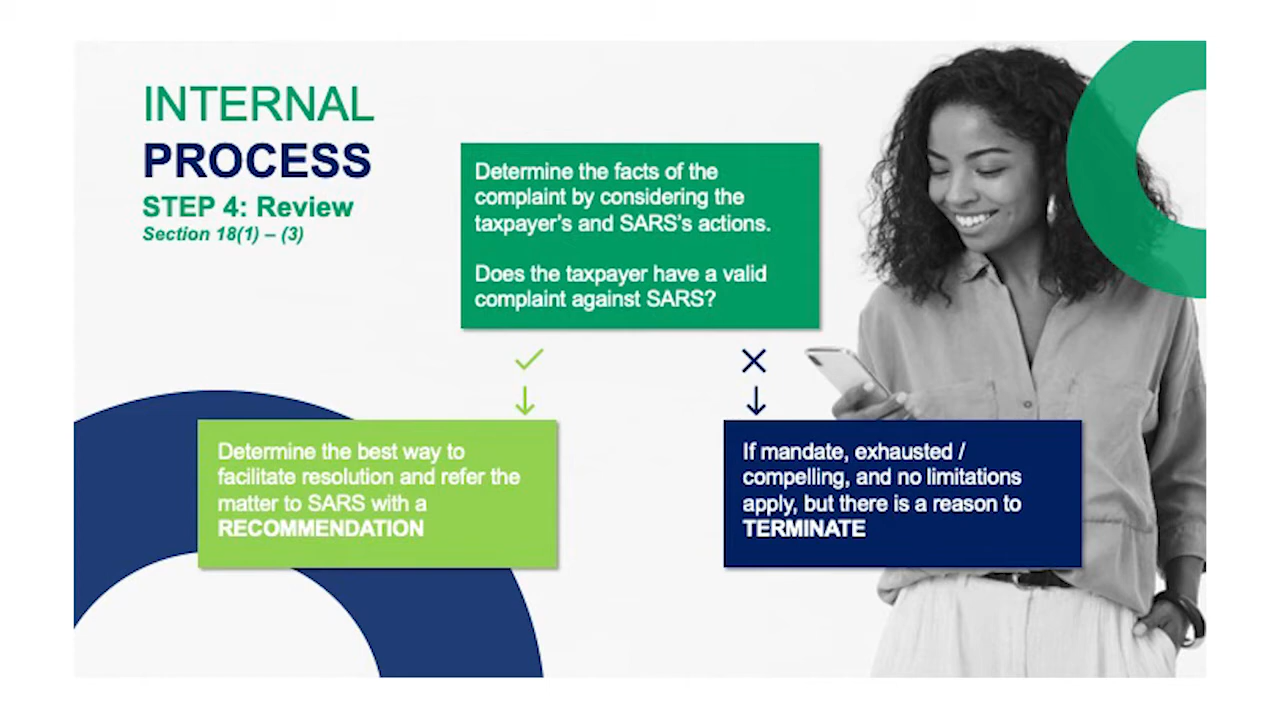 INTERNAL
PROCESS
STEP 4: Review
Section 18(1) – (3)
Determine the facts of the
complaint by considering the
taxpayer's and SARS's actions.
Does the taxpayer have a valid
complaint against SARS?
Determine the best way to
facilitate resolution and refer the
matter to SARS with a
RECOMMENDATION
If mandate, exhausted /
compelling, and no limitations
apply, but there is a reason to
TERMINATE